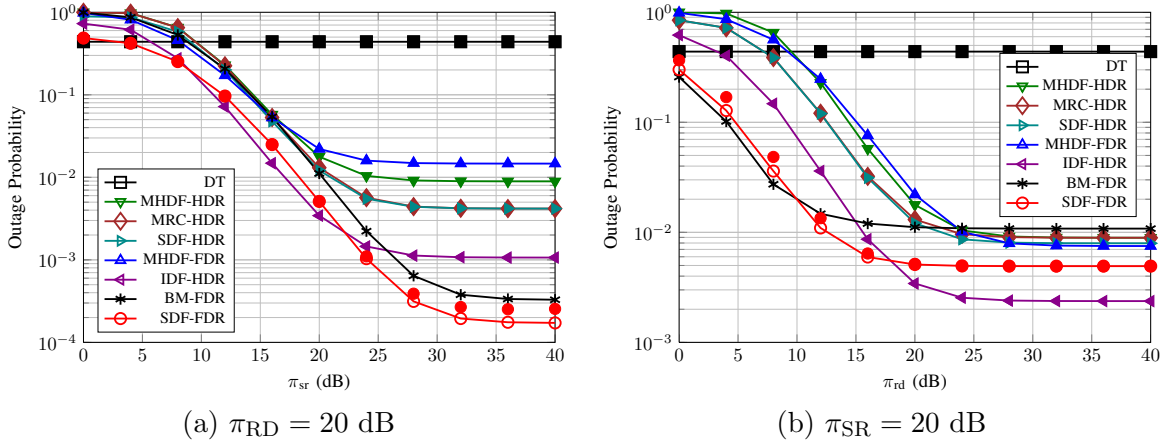 10^0
10^−1
10^−2
10^−3
10^−4
Outage Probability
0 5 10 15 20 25 30 35 40
π_sr (dB)
DT
MHDF-HDR
MRC-HDR
SDF-HDR
MHDF-FDR
IDF-HDR
BM-FDR
SDF-FDR
(a) π_RD = 20 dB
10^0
10^−1
10^−2
10^−3
Outage Probability
0 5 10 15 20 25 30 35 40
π_rd (dB)
DT
MHDF-HDR
MRC-HDR
SDF-HDR
MHDF-FDR
IDF-HDR
BM-FDR
SDF-FDR
(b) π_SR = 20 dB